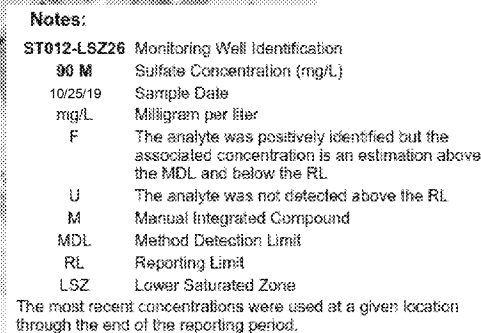 Notes:
ST012-LSZ26 Monitoring Well Identification
90 M Sulfate Concentration (mg/L)
10/25/19 Sample Date
mg/L Milligram per liter
F The analyte was positively identified but the
associated concentration is an estimation above
the MDL and below the RL
U The analyte was not detected above the RL
M Manual Integrated Compound
MDL Method Detection Limit
RL Reporting Limit
LSZ Lower Saturated Zone
The most recent concentrations were used at a given location
through the end of the reporting period.